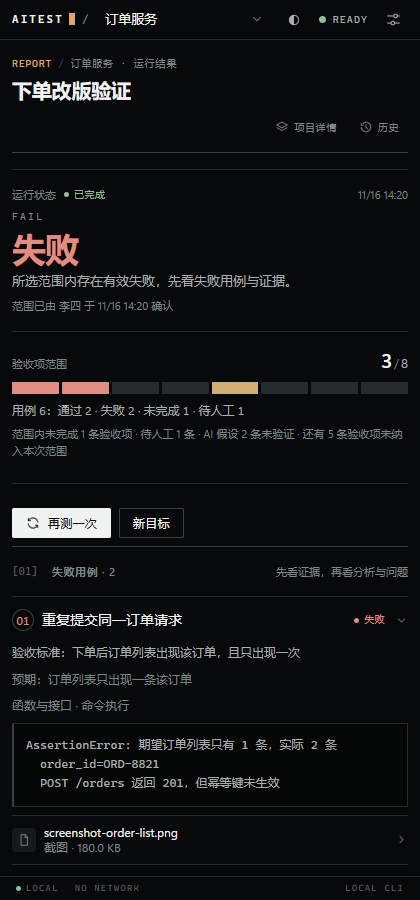 AITEST / 订单服务 READY
REPORT / 订单服务 · 运行结果
下单改版验证
项目详情 历史
运行状态 已完成 11/16 14:20
FAIL
失败
所选范围内存在有效失败，先看失败用例与证据。
范围已由 李四 于 11/16 14:20 确认
验收项范围 3/8
用例 6：通过 2 · 失败 2 · 未完成 1 · 待人工 1
范围内未完成 1 条验收项 · 待人工 1 条 · AI 假设 2 条未验证 · 还有 5 条验收项未纳
入本次范围
再测一次 新目标
[01] 失败用例 · 2 先看证据，再看分析与问题
01 重复提交同一订单请求 失败
验收标准：下单后订单列表出现该订单，且只出现一次
预期：订单列表只出现一条该订单
函数与接口 · 命令执行
AssertionError: 期望订单列表只有 1 条，实际 2 条
order_id=ORD-8821
POST /orders 返回 201，但幂等键未生效
screenshot-order-list.png
截图 · 180.0 KB
LOCAL NO NETWORK LOCAL CLI